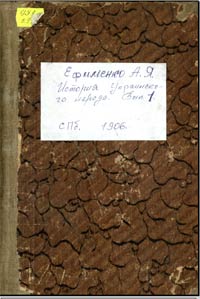 Ефименко А.Я.
История Украинско-
го народа. Вып 1
СПб. 1906.